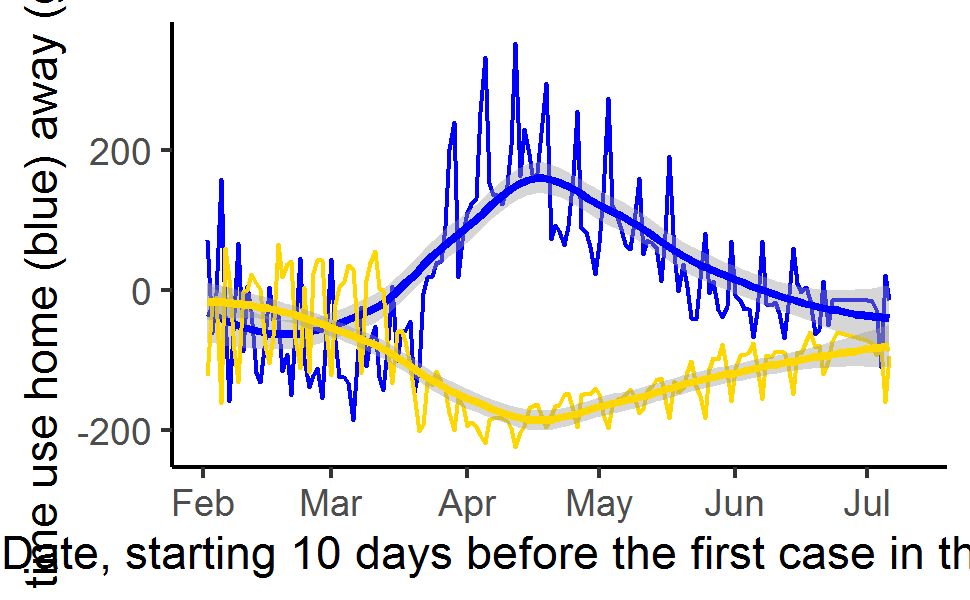 time use home (blue) away (
200
0
-200
Feb Mar Apr May Jun Jul
Date, starting 10 days before the first case in th